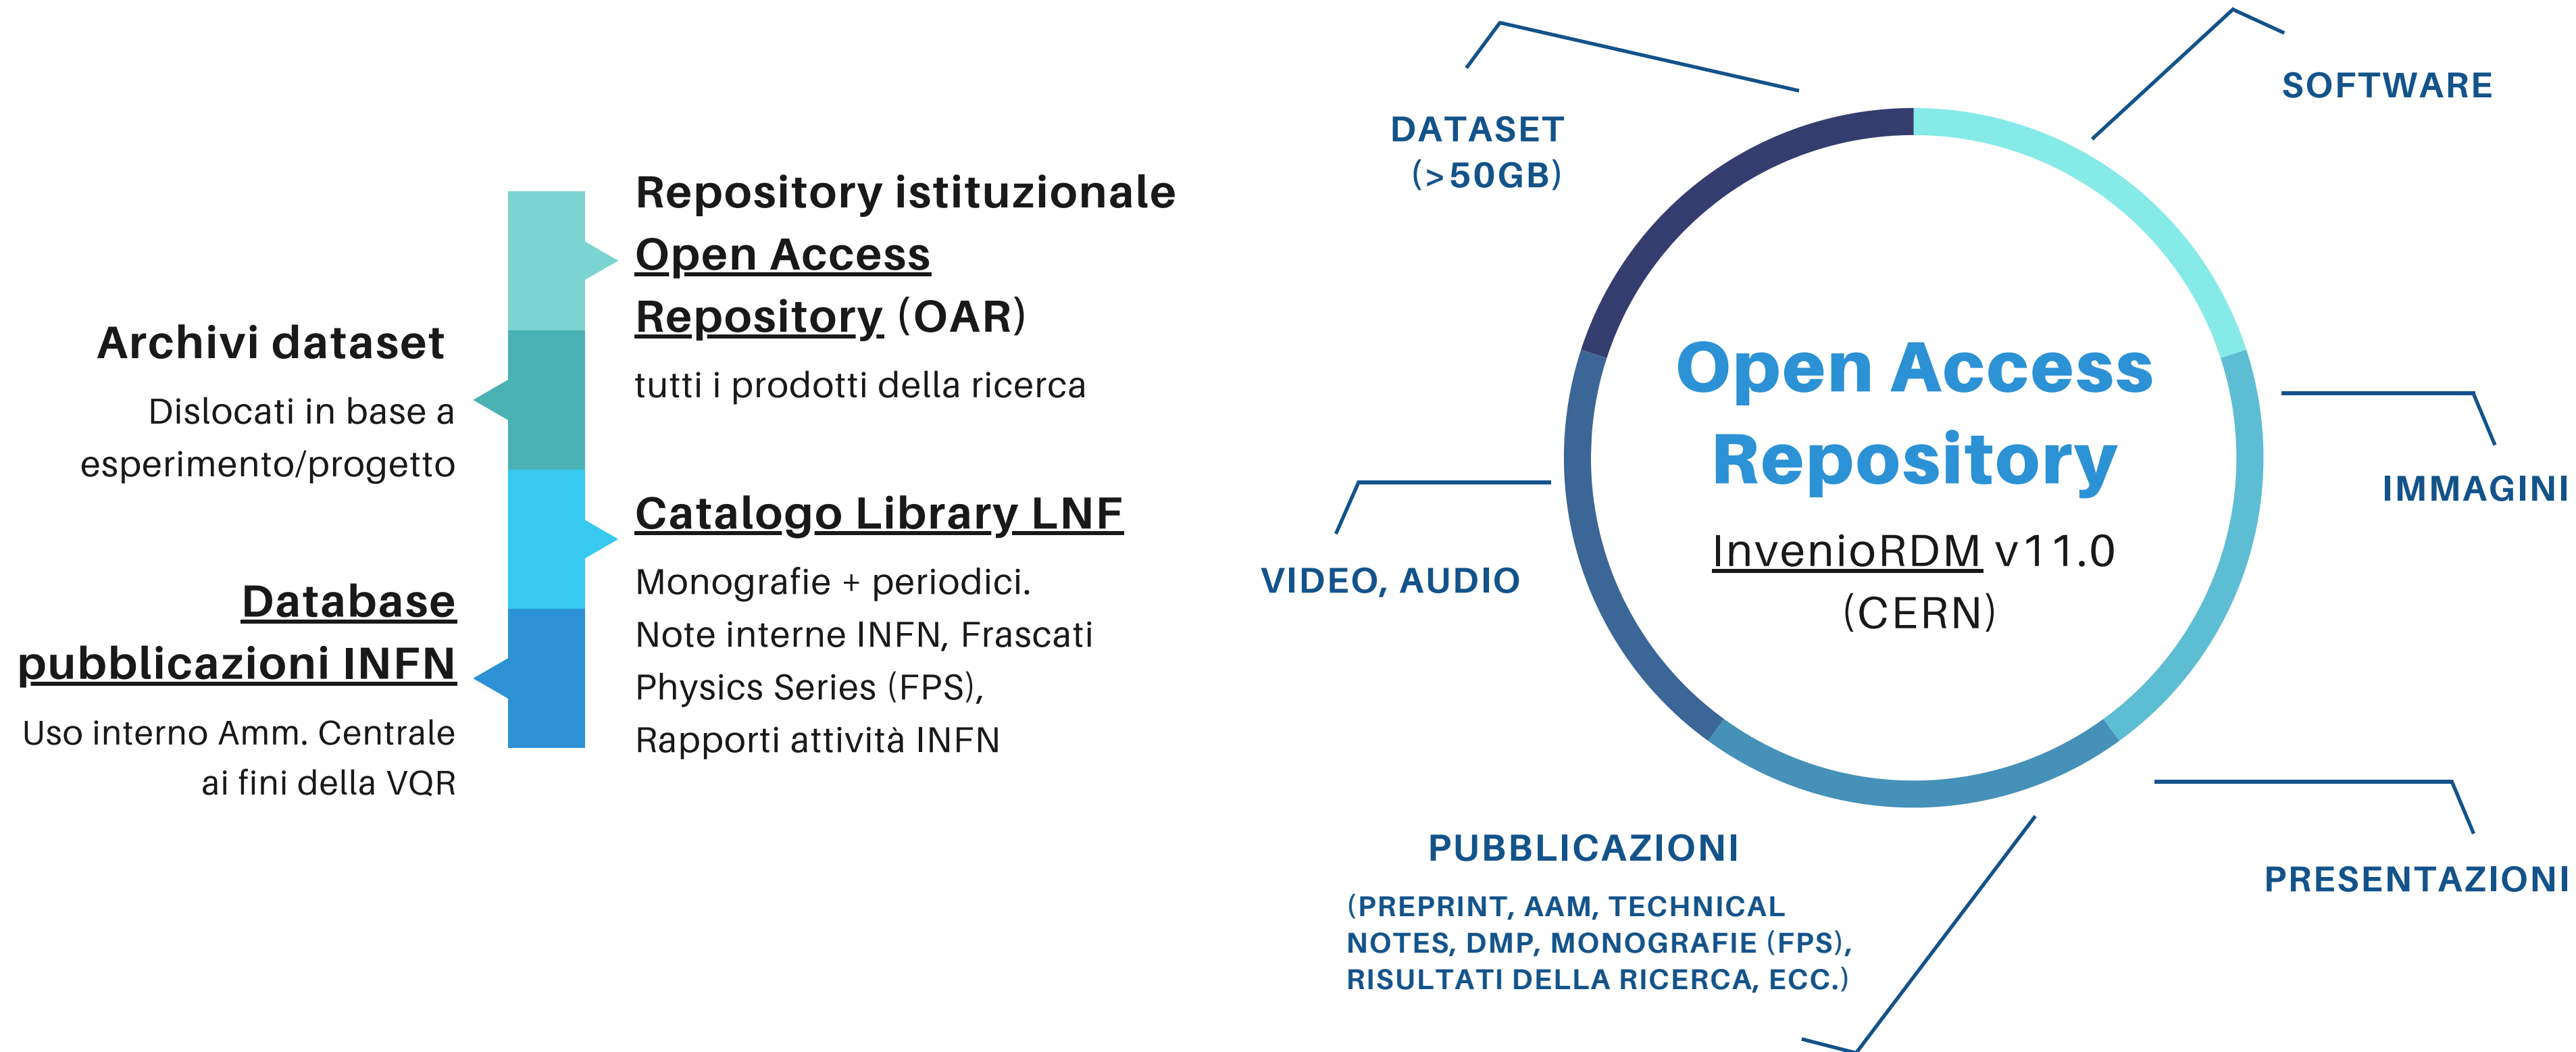 Repository istituzionale
Open Access
Repository (OAR)
tutti i prodotti della ricerca
Archivi dataset
Dislocati in base a
esperimento/progetto
Catalogo Library LNF
Monografie + periodici.
Note interne INFN, Frascati
Physics Series (FPS),
Rapporti attività INFN
Database
pubblicazioni INFN
Uso interno Amm. Centrale
ai fini della VQR
Open Access
Repository
InvenioRDM v11.0
(CERN)
DATASET
(>50GB)
SOFTWARE
IMMAGINI
VIDEO, AUDIO
PRESENTAZIONI
PUBBLICAZIONI
(PREPRINT, AAM, TECHNICAL
NOTES, DMP, MONOGRAFIE (FPS),
RISULTATI DELLA RICERCA, ECC.)